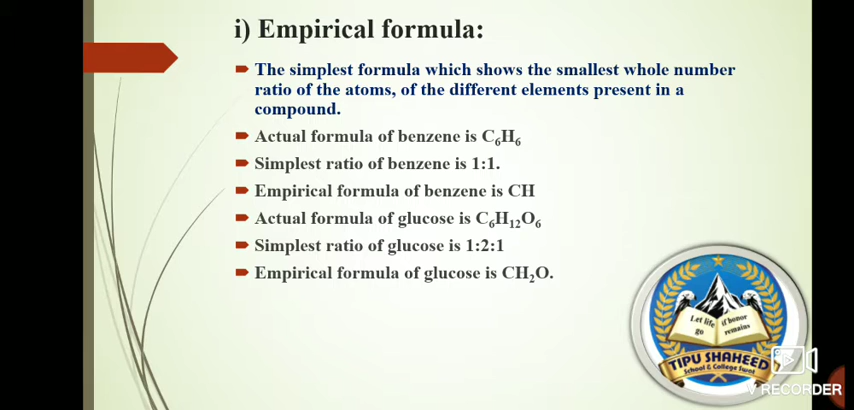 i) Empirical formula:
The simplest formula which shows the smallest whole number
ratio of the atoms, of the different elements present in a
compound.
Actual formula of benzene is C₆H₆
Simplest ratio of benzene is 1:1.
Empirical formula of benzene is CH
Actual formula of glucose is C₆H₁₂O₆
Simplest ratio of glucose is 1:2:1
Empirical formula of glucose is CH₂O.
Let life
go
if honor
remains
TIPU SHAHEED
School & College Swat
V RECORDER